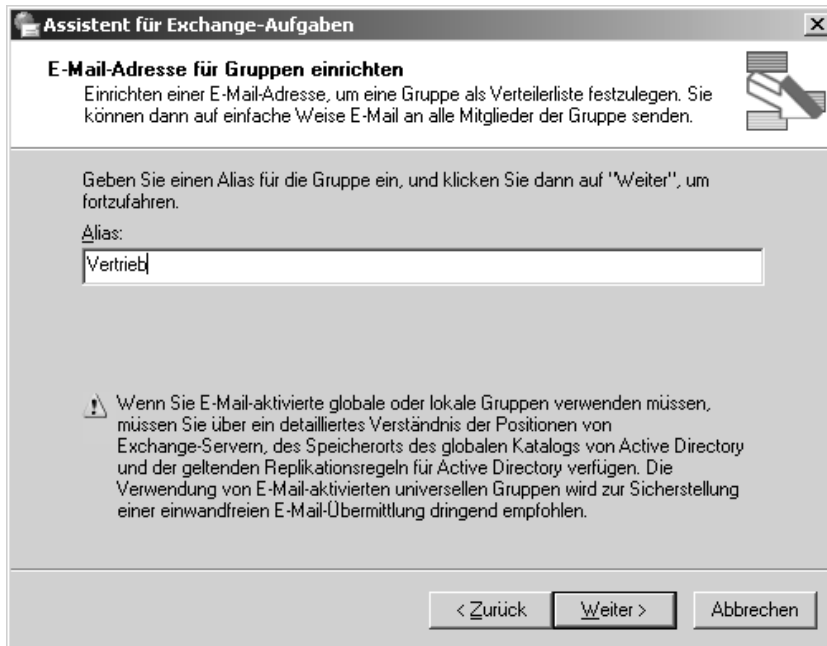 Assistent für Exchange-Aufgaben
E-Mail-Adresse für Gruppen einrichten
Einrichten einer E-Mail-Adresse, um eine Gruppe als Verteilerliste festzulegen. Sie
können dann auf einfache Weise E-Mail an alle Mitglieder der Gruppe senden.
Geben Sie einen Alias für die Gruppe ein, und klicken Sie dann auf "Weiter", um
fortzufahren.
Alias:
Vertrieb
Wenn Sie E-Mail-aktivierte globale oder lokale Gruppen verwenden müssen,
müssen Sie über ein detailliertes Verständnis der Positionen von
Exchange-Servern, des Speicherorts des globalen Katalogs von Active Directory
und der geltenden Replikationsregeln für Active Directory verfügen. Die
Verwendung von E-Mail-aktivierten universellen Gruppen wird zur Sicherstellung
einer einwandfreien E-Mail-Übermittlung dringend empfohlen.
< Zurück Weiter > Abbrechen